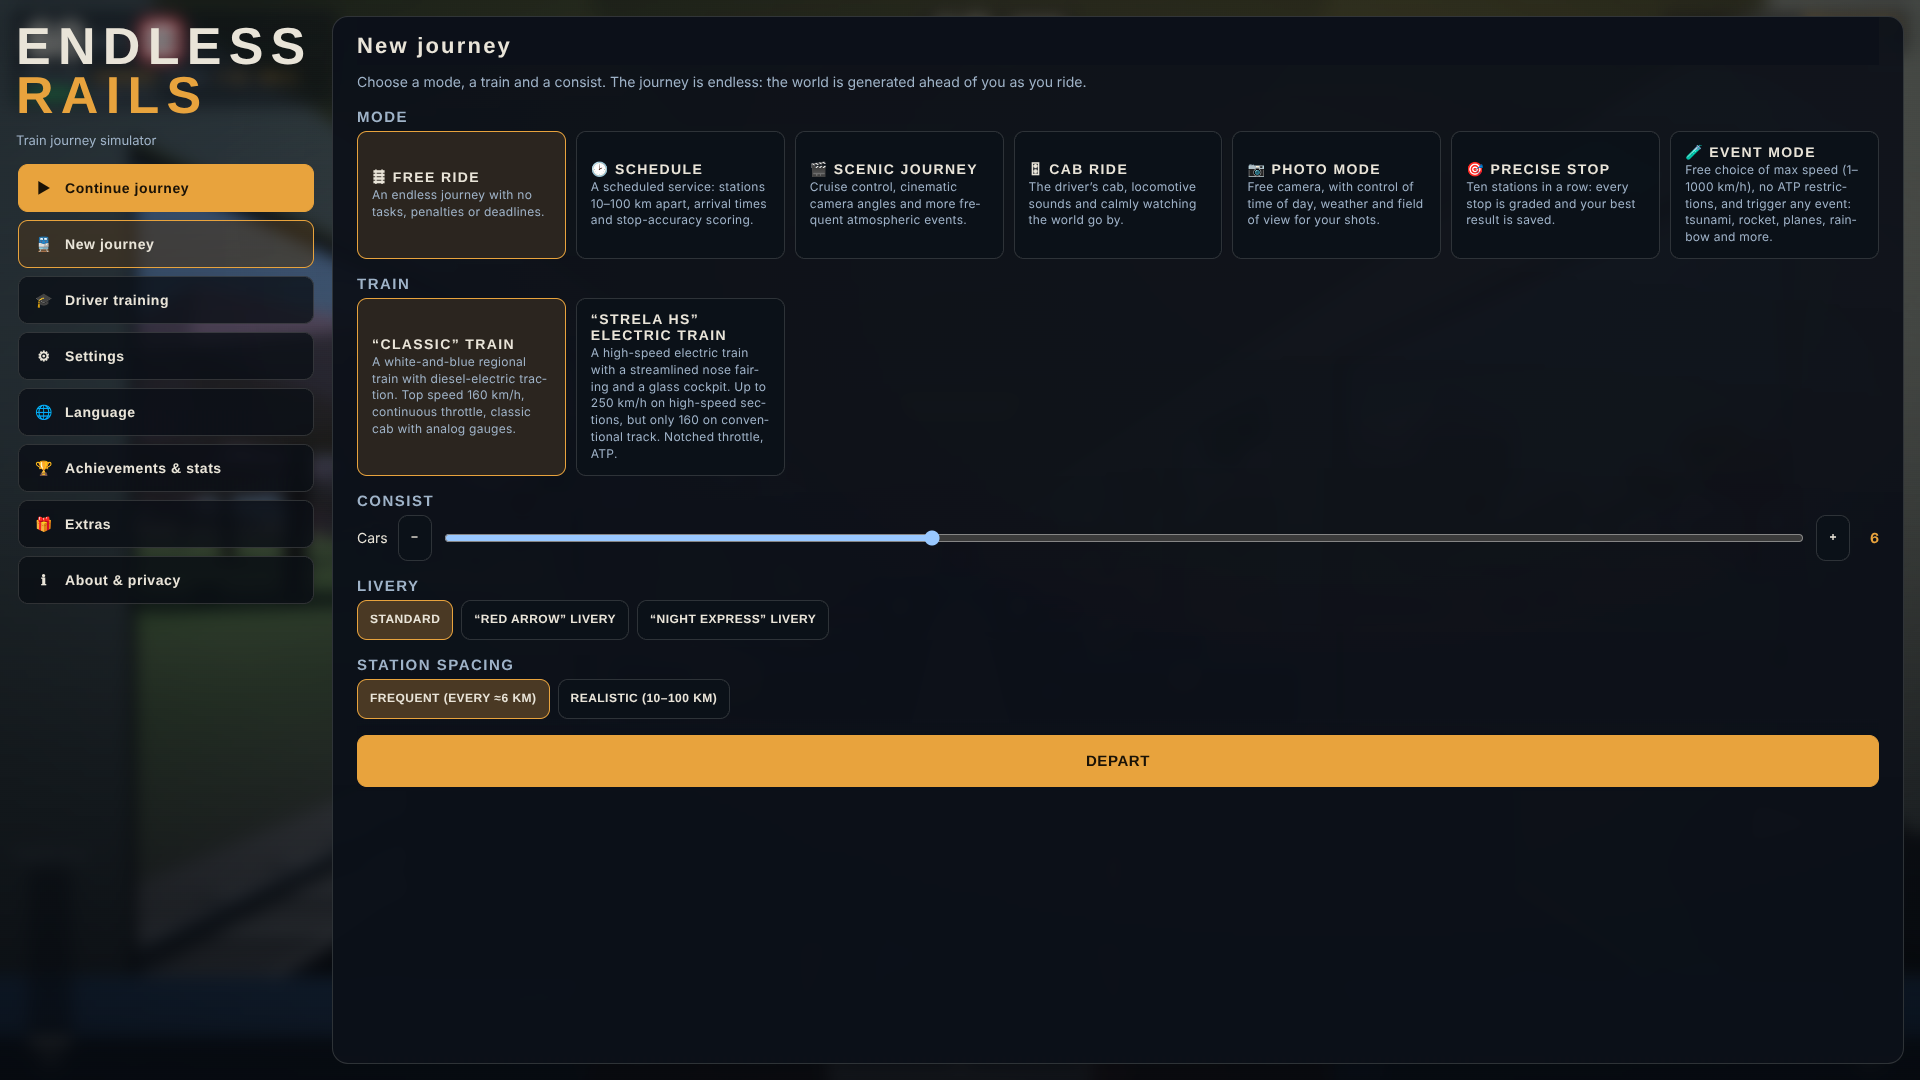 ENDLESS
RAILS
Train journey simulator
Continue journey
New journey
Driver training
Settings
Language
Achievements & stats
Extras
About & privacy
New journey
Choose a mode, a train and a consist. The journey is endless: the world is generated ahead of you as you ride.
MODE
FREE RIDE
An endless journey with no
tasks, penalties or deadlines.
SCHEDULE
A scheduled service: stations
10–100 km apart, arrival times
and stop-accuracy scoring.
SCENIC JOURNEY
Cruise control, cinematic
camera angles and more fre-
quent atmospheric events.
CAB RIDE
The driver’s cab, locomotive
sounds and calmly watching
the world go by.
PHOTO MODE
Free camera, with control of
time of day, weather and field
of view for your shots.
PRECISE STOP
Ten stations in a row: every
stop is graded and your best
result is saved.
EVENT MODE
Free choice of max speed (1–
1000 km/h), no ATP restric-
tions, and trigger any event:
tsunami, rocket, planes, rain-
bow and more.
TRAIN
“CLASSIC” TRAIN
A white-and-blue regional
train with diesel-electric trac-
tion. Top speed 160 km/h,
continuous throttle, classic
cab with analog gauges.
“STRELA HS”
ELECTRIC TRAIN
A high-speed electric train
with a streamlined nose fair-
ing and a glass cockpit. Up to
250 km/h on high-speed sec-
tions, but only 160 on conven-
tional track. Notched throttle,
ATP.
CONSIST
Cars − + 6
LIVERY
STANDARD
“RED ARROW” LIVERY
“NIGHT EXPRESS” LIVERY
STATION SPACING
FREQUENT (EVERY ≈6 KM)
REALISTIC (10–100 KM)
DEPART